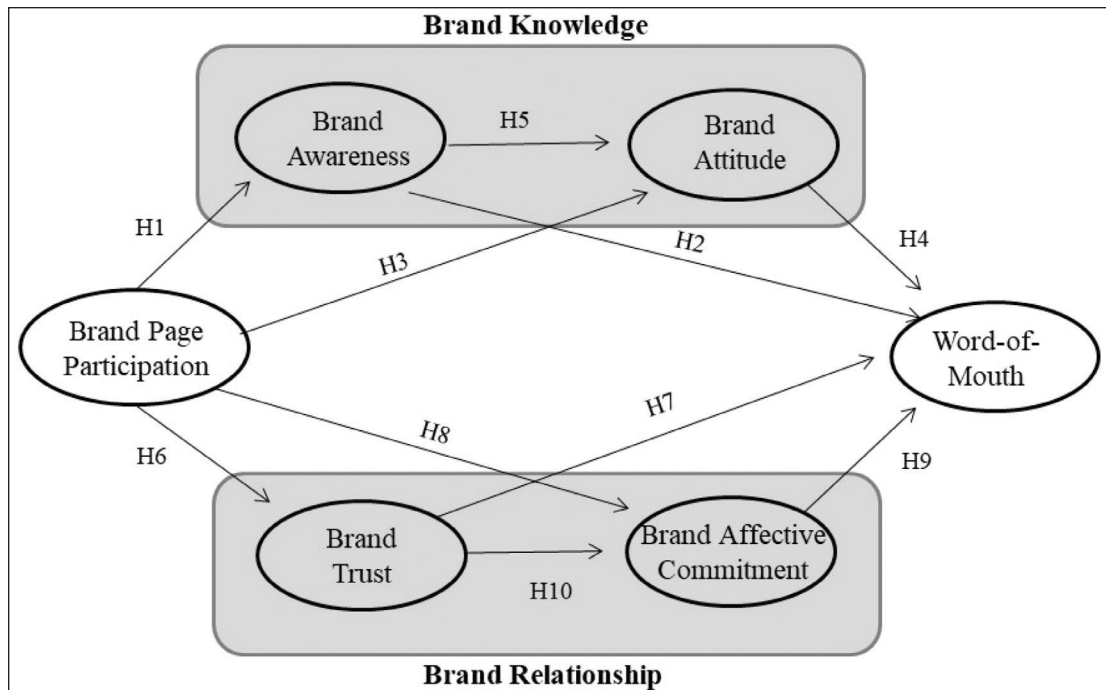 Brand Knowledge
Brand
Awareness
H5
Brand
Attitude
H1
H3
H2
H4
Brand Page
Participation
Word-of-
Mouth
H6
H8
H7
H9
Brand
Trust
H10
Brand Affective
Commitment
Brand Relationship